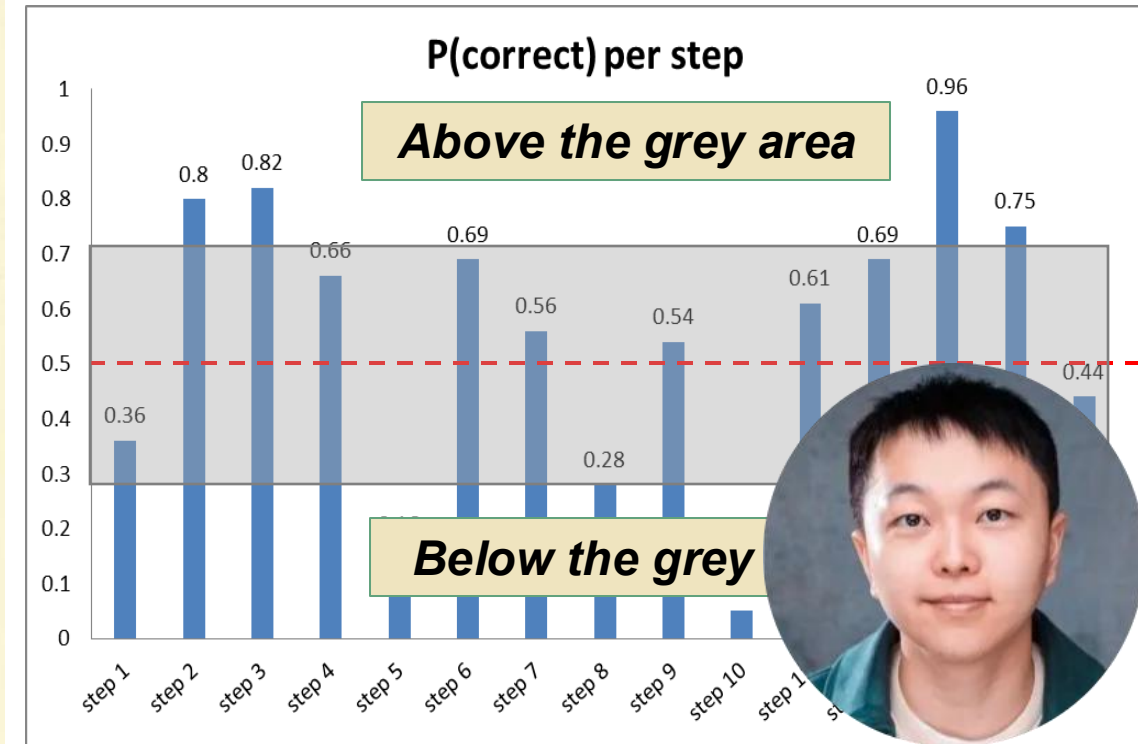 P(correct) per step
Above the grey area
Below the grey
1
0.9
0.8
0.7
0.6
0.5
0.4
0.3
0.2
0.1
0
0.36
0.8
0.82
0.66
0.69
0.56
0.28
0.54
0.61
0.69
0.96
0.75
0.44
step 1
step 2
step 3
step 4
step 5
step 6
step 7
step 8
step 9
step 10